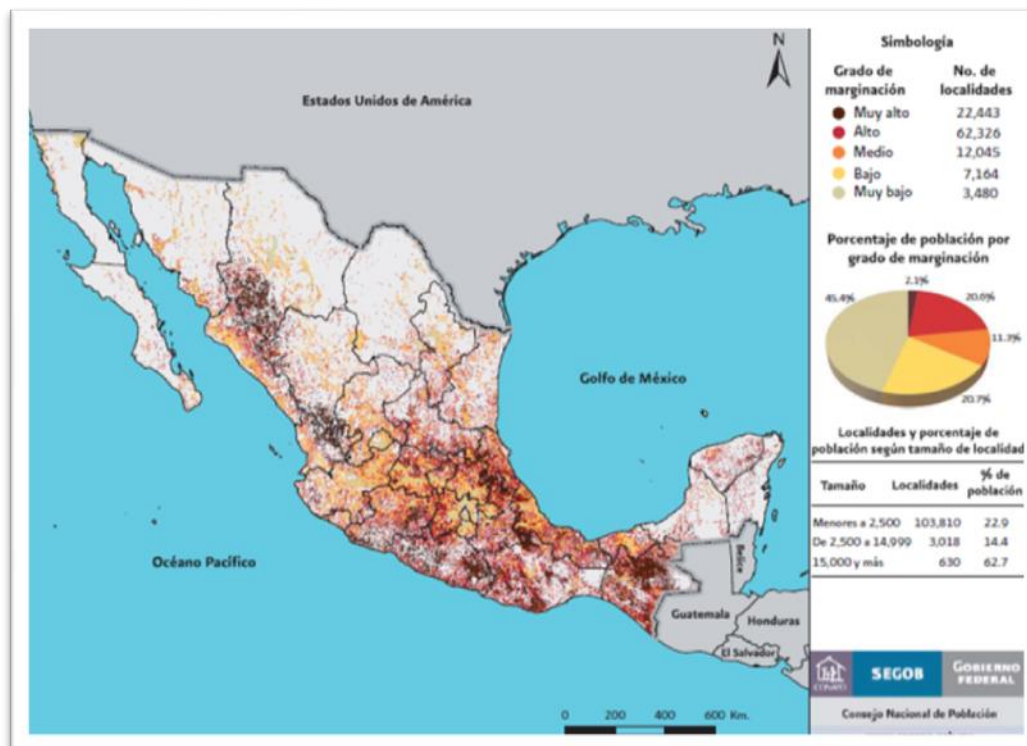 N
Estados Unidos de América
Golfo de México
Océano Pacífico
Belice
Guatemala
Honduras
El Salvador
0 200 400 600 Km.
Simbología
Grado de marginación No. de localidades
Muy alto 22,443
Alto 62,326
Medio 12,045
Bajo 7,164
Muy bajo 3,480
Porcentaje de población por
grado de marginación
2.1%
45.4%
20.6%
11.3%
20.7%
Localidades y porcentaje de
población según tamaño de localidad
Tamaño Localidades % de población
Menores a 2,500 103,810 22.9
De 2,500 a 14,999 3,018 14.4
15,000 y más 630 62.7
CONAPO
SEGOB
GOBIERNO
FEDERAL
Consejo Nacional de Población